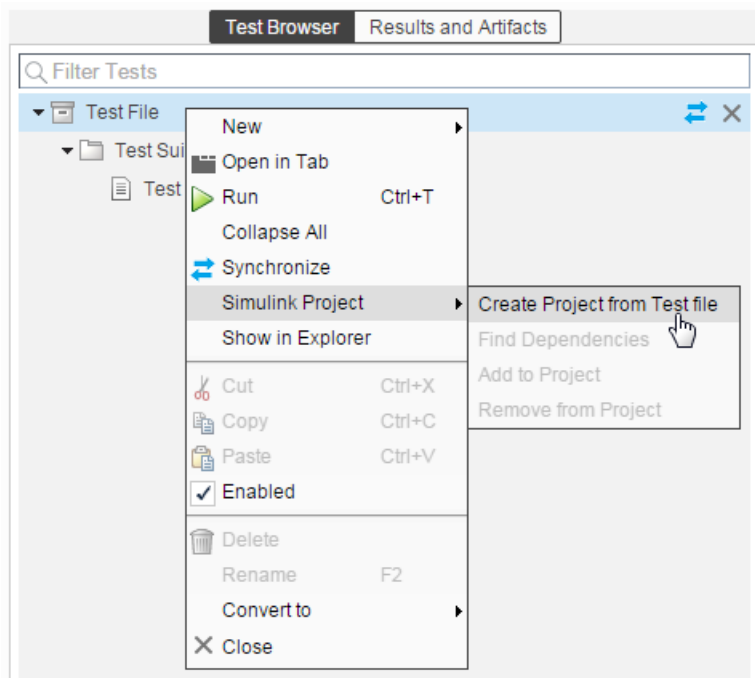 Test Browser Results and Artifacts
Filter Tests
Test File
Test Sui
Test
New
Open in Tab
Run Ctrl+T
Collapse All
Synchronize
Simulink Project
Show in Explorer
Cut Ctrl+X
Copy Ctrl+C
Paste Ctrl+V
Enabled
Delete
Rename F2
Convert to
Close
Create Project from Test file
Find Dependencies
Add to Project
Remove from Project